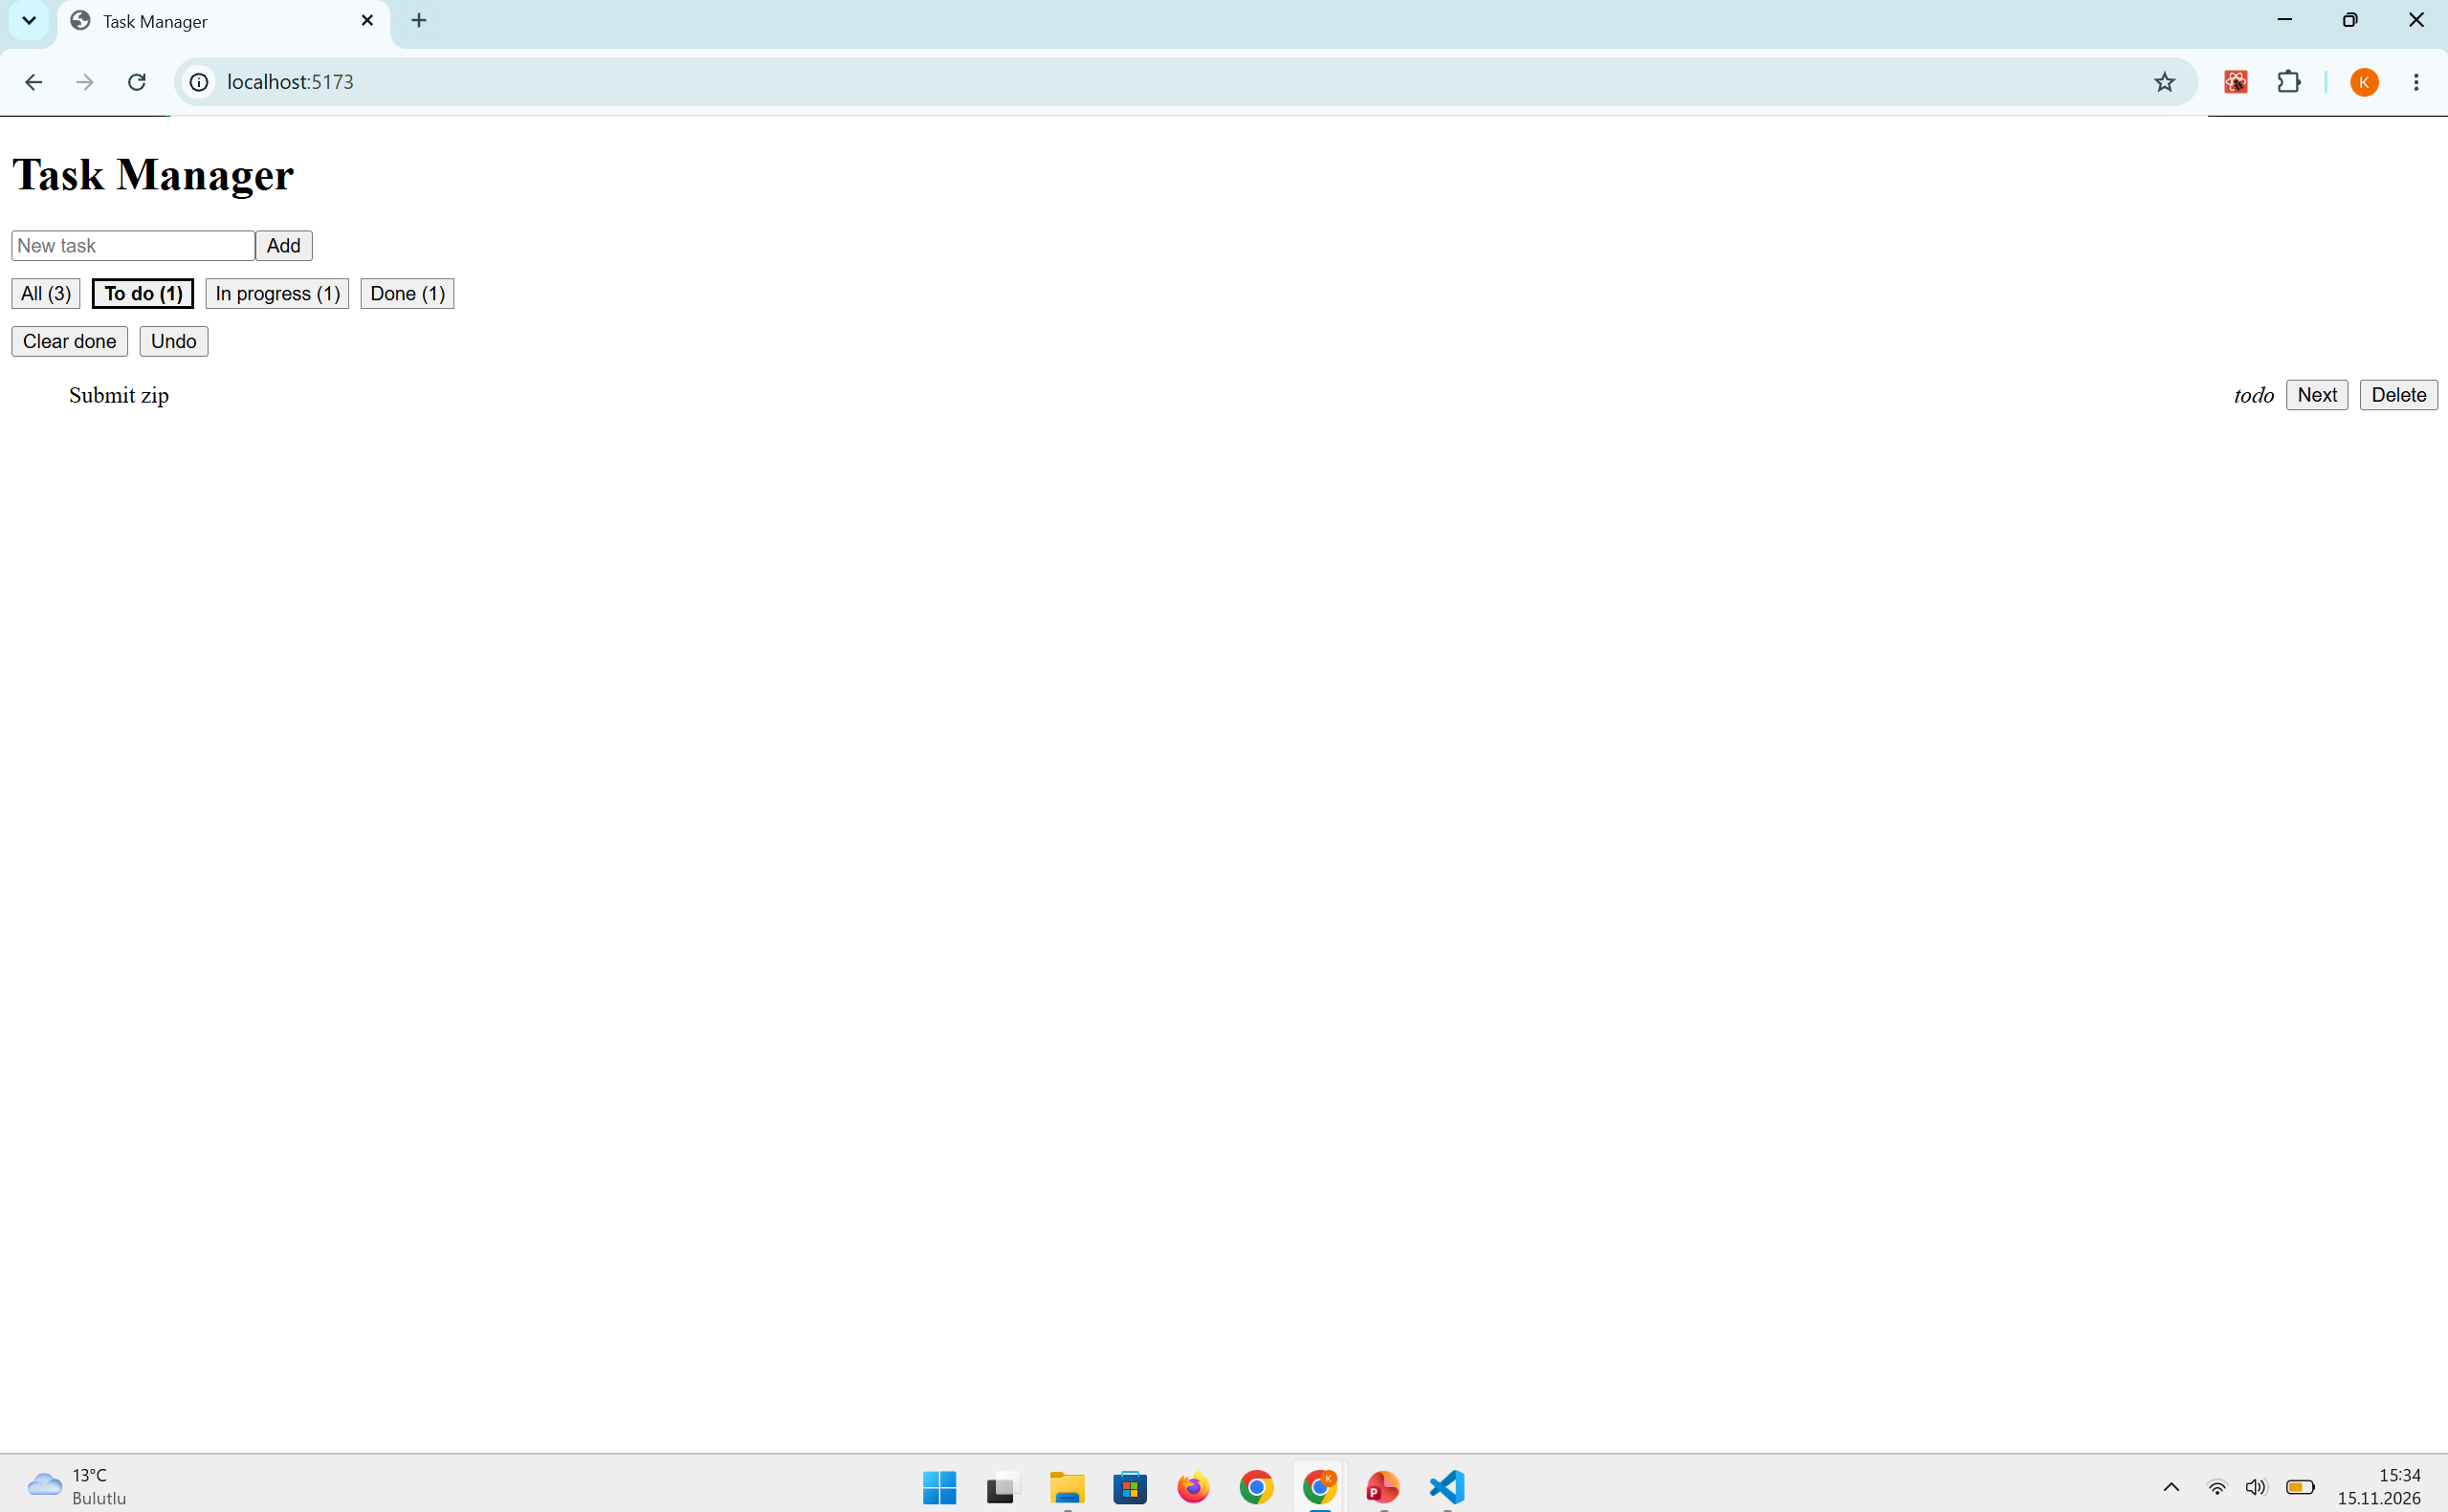 Task Manager
localhost:5173
K
Task Manager
New task Add
All (3) To do (1) In progress (1) Done (1)
Clear done Undo
Submit zip todo Next Delete
13°C
Bulutlu
K
P
15:34
15.11.2026